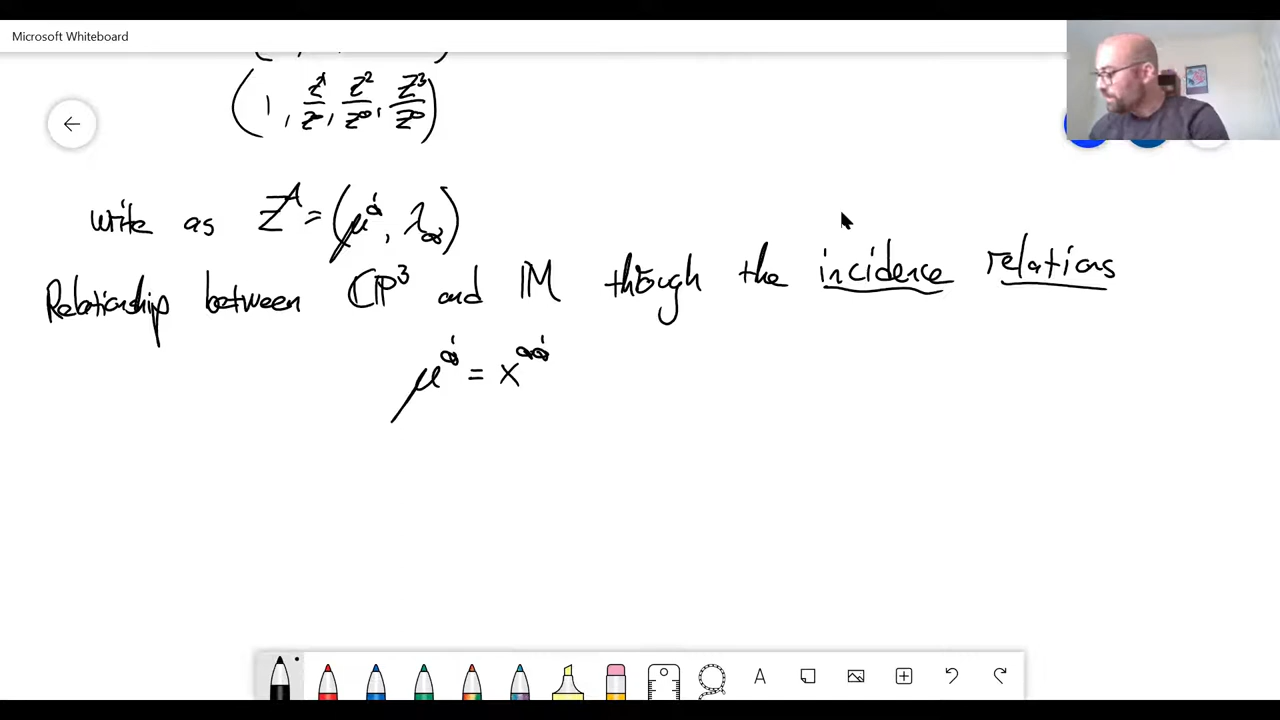 Microsoft Whiteboard
(1, Z¹/Z⁰, Z²/Z⁰, Z³/Z⁰)
write as Z^A = (μ^α̇, λ_α)
Relationship between ℂP³ and 𝕄 though the incidence relations
μ^α̇ = x^αα̇
A